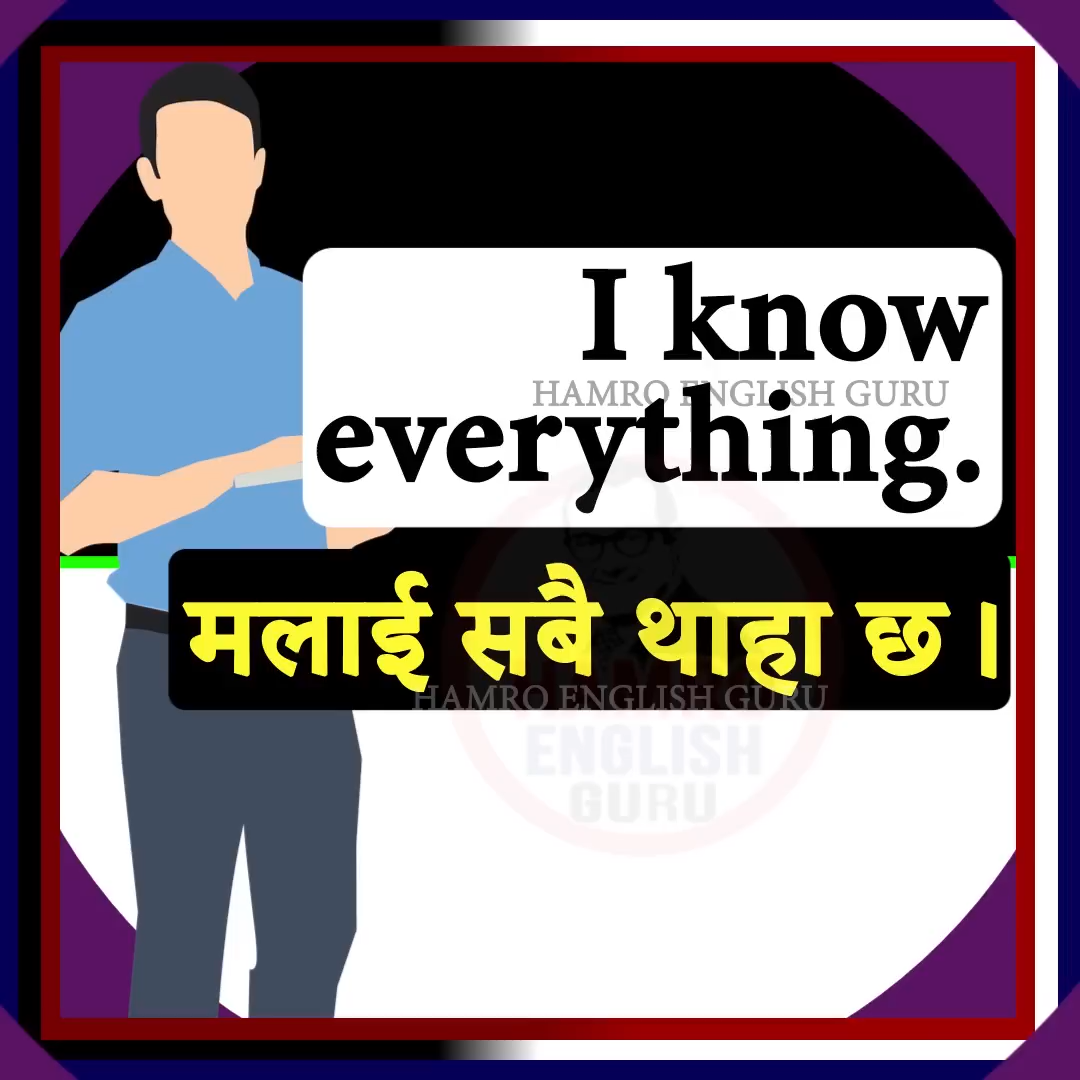 I know
HAMRO ENGLISH GURU
everything.
मलाई सबै थाहा छ ।
HAMRO ENGLISH GURU
ENGLISH
GURU